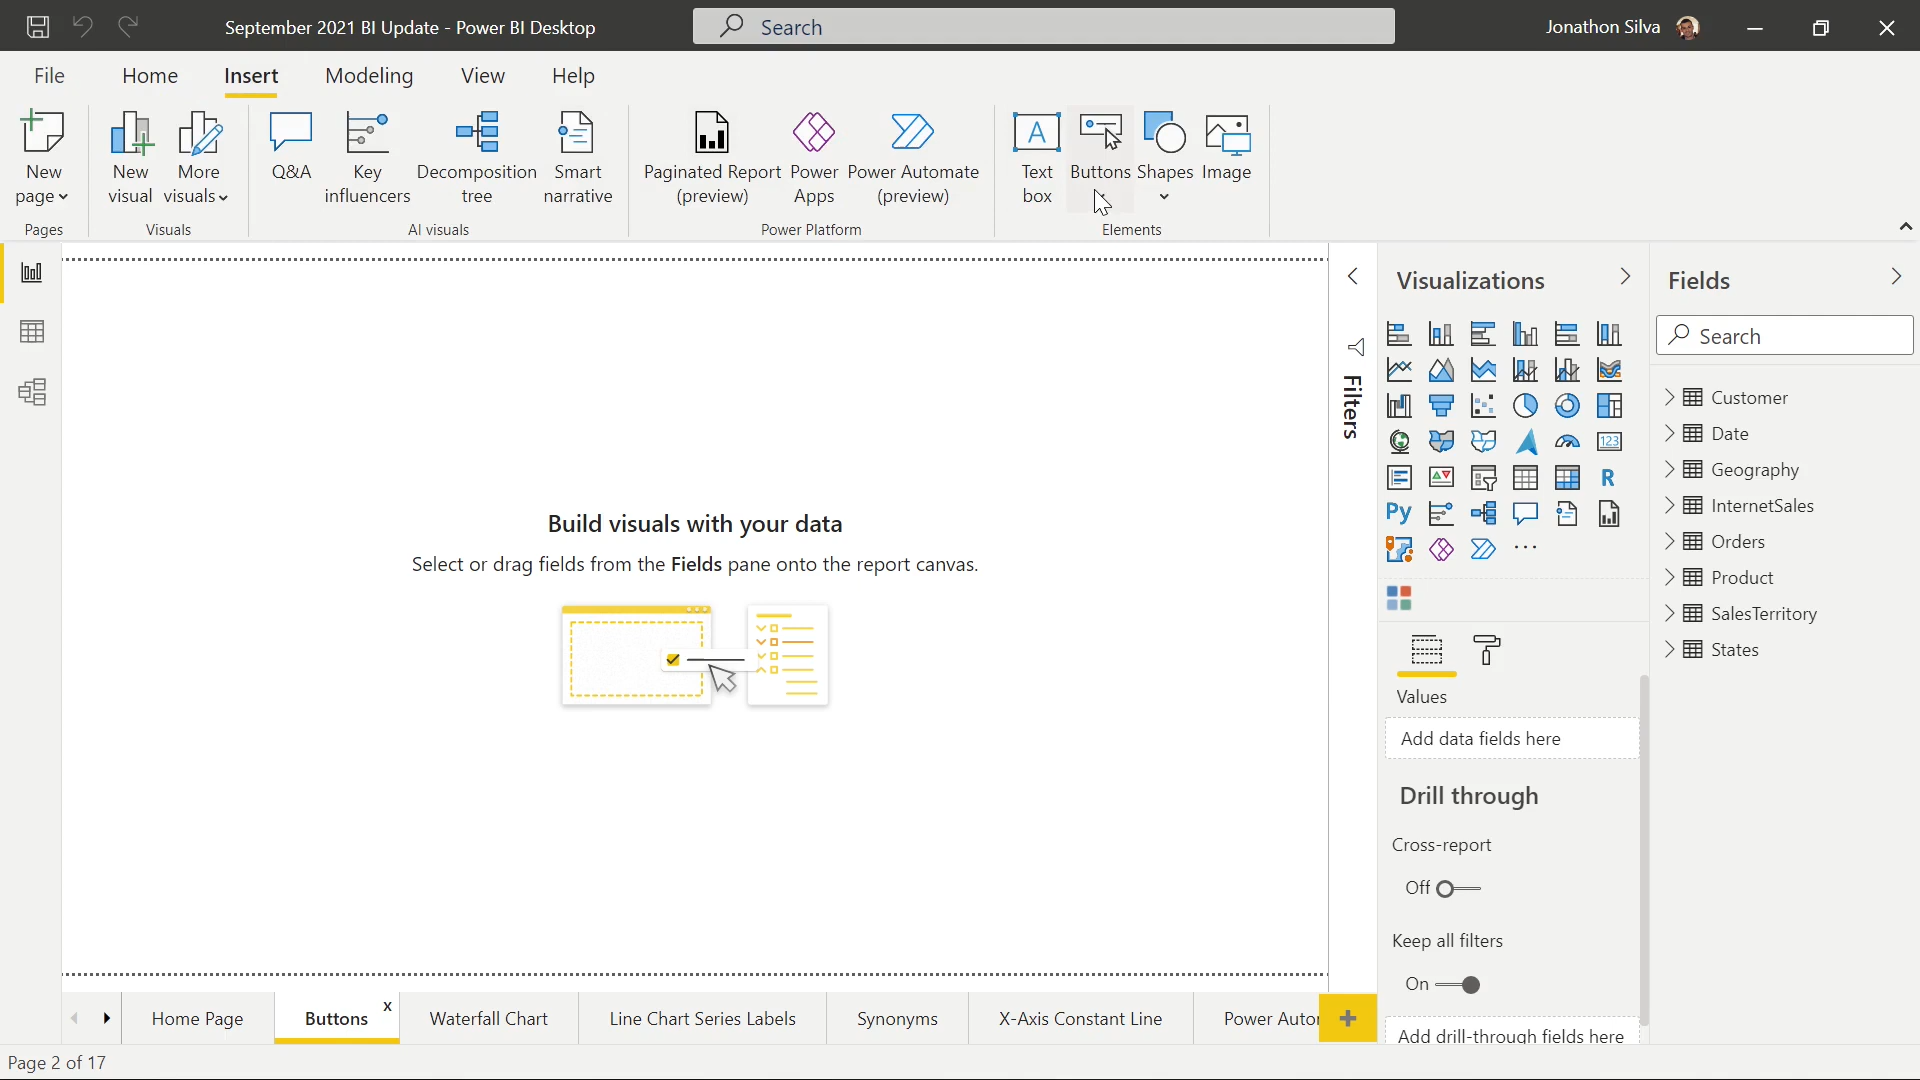 September 2021 BI Update - Power BI Desktop
Search
Jonathon Silva
File
Home
Insert
Modeling
View
Help
New
page
New
visual
More
visuals
Q&A
Key
influencers
Decomposition
tree
Smart
narrative
Paginated Report
(preview)
Power
Apps
Power Automate
(preview)
Text
box
Buttons
Shapes
Image
Pages
Visuals
AI visuals
Power Platform
Elements
Build visuals with your data
Select or drag fields from the Fields pane onto the report canvas.
Filters
Visualizations
123
R
Py
Values
Add data fields here
Drill through
Cross-report
Off
Keep all filters
On
Add drill-through fields here
Fields
Search
Customer
Date
Geography
InternetSales
Orders
Product
SalesTerritory
States
Home Page
Buttons
x
Waterfall Chart
Line Chart Series Labels
Synonyms
X-Axis Constant Line
Power Autor
Page 2 of 17